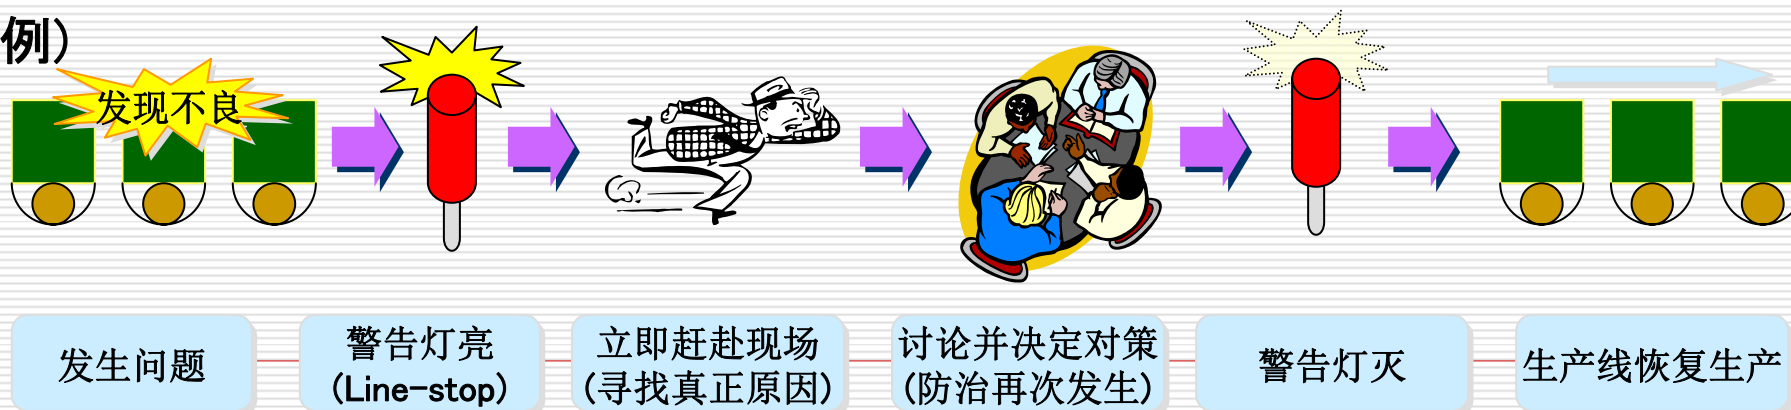 例)
发现不良
发生问题
警告灯亮
(Line-stop)
立即赶赴现场
(寻找真正原因)
讨论并决定对策
(防治再次发生)
警告灯灭
生产线恢复生产